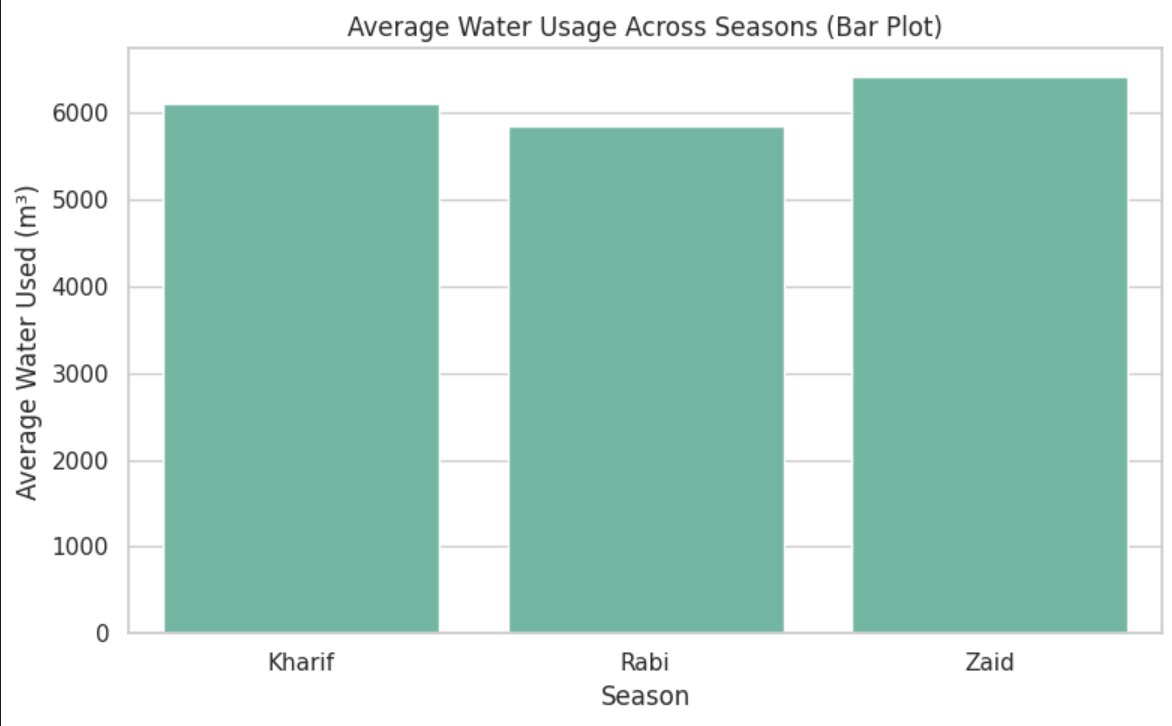 Average Water Usage Across Seasons (Bar Plot)
Average Water Used (m³)
6000
5000
4000
3000
2000
1000
0
Kharif Rabi Zaid
Season